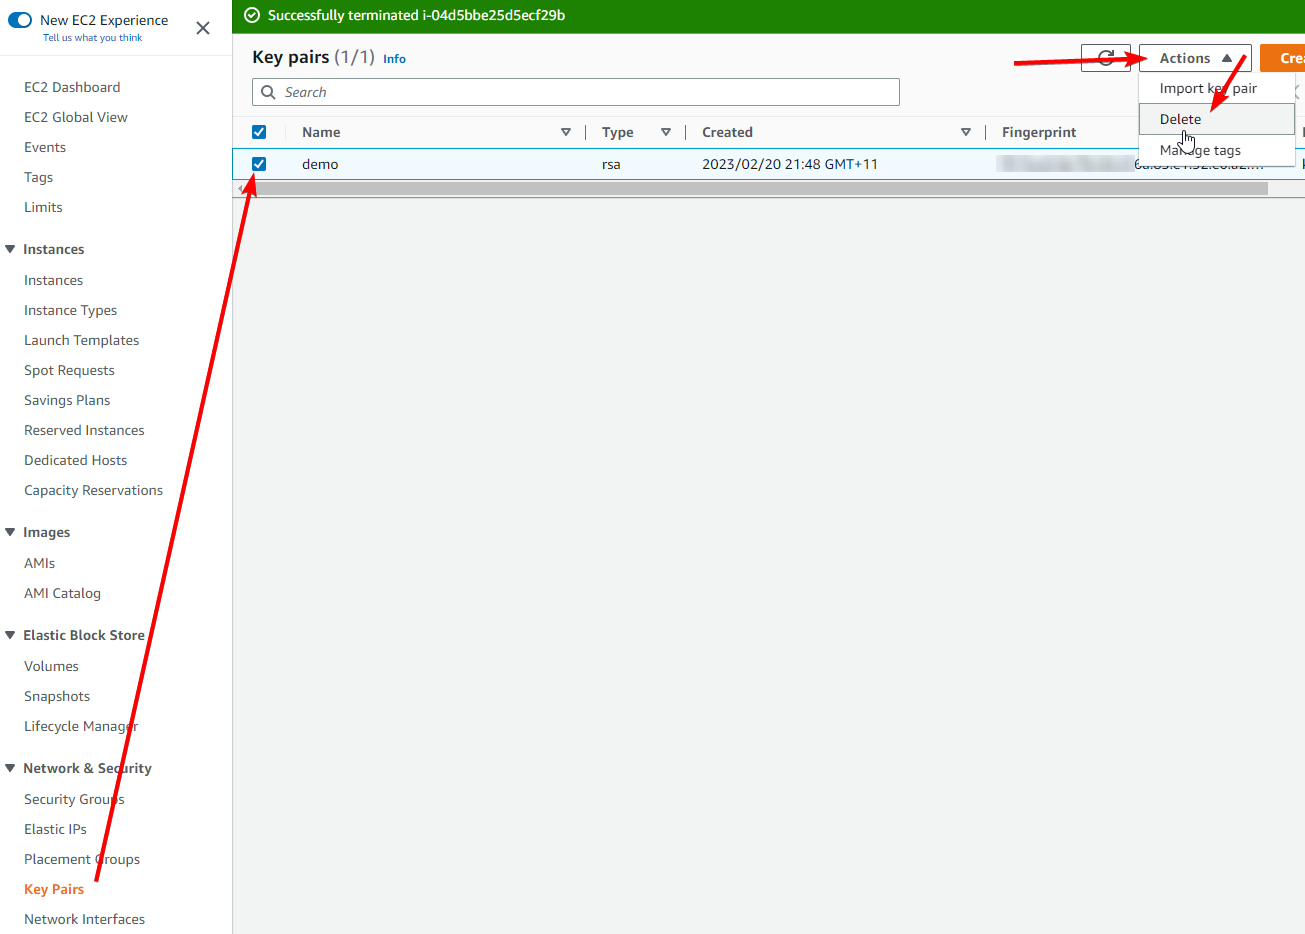 New EC2 Experience
Tell us what you think
EC2 Dashboard
EC2 Global View
Events
Tags
Limits
Instances
Instances
Instance Types
Launch Templates
Spot Requests
Savings Plans
Reserved Instances
Dedicated Hosts
Capacity Reservations
Images
AMIs
AMI Catalog
Elastic Block Store
Volumes
Snapshots
Lifecycle Manager
Network & Security
Security Groups
Elastic IPs
Placement Groups
Key Pairs
Network Interfaces
Successfully terminated i-04d5bbe25d5ecf29b
Key pairs (1/1) Info
Actions
Search
Import key pair
Delete
Manage tags
Name Type Created Fingerprint
demo rsa 2023/02/20 21:48 GMT+11